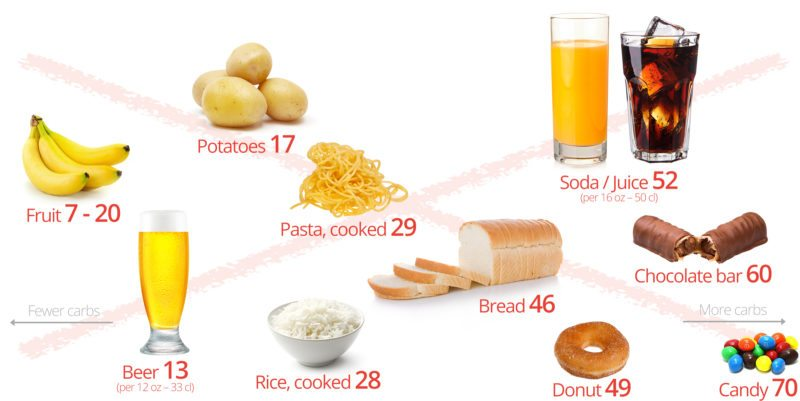 Potatoes 17
Soda / Juice 52
(per 16 oz – 50 cl)
Fruit 7 - 20
Pasta, cooked 29
Chocolate bar 60
Bread 46
Fewer carbs
More carbs
Beer 13
(per 12 oz – 33 cl)
Rice, cooked 28
Donut 49
Candy 70